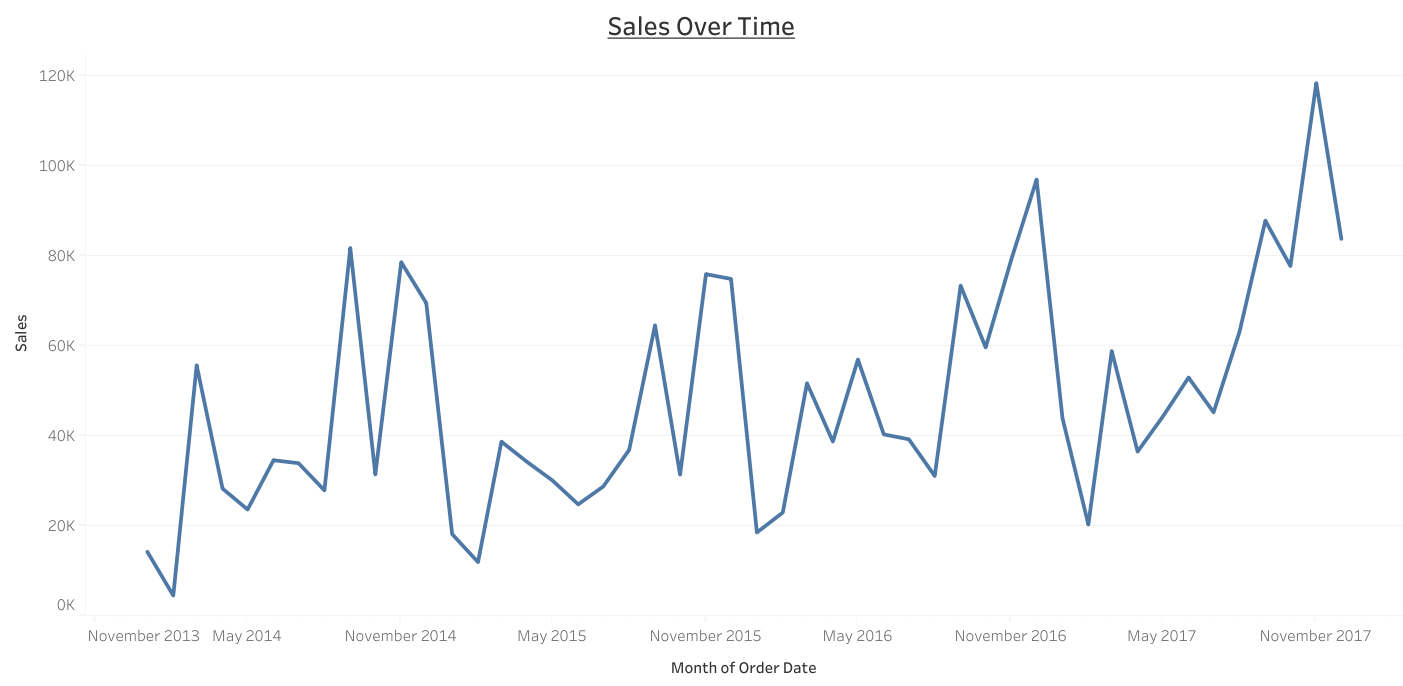 Sales Over Time
120K
100K
80K
60K
40K
20K
0K
Sales
November 2013 May 2014 November 2014 May 2015 November 2015 May 2016 November 2016 May 2017 November 2017
Month of Order Date